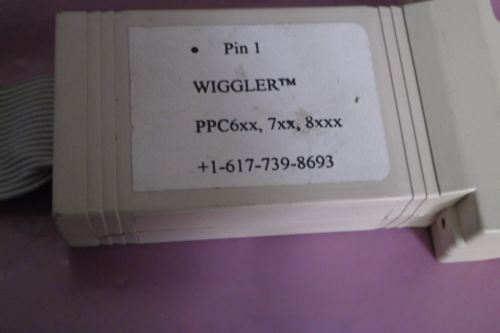 • Pin 1
WIGGLER™
PPC6xx, 7xx, 8xxx
+1-617-739-8693